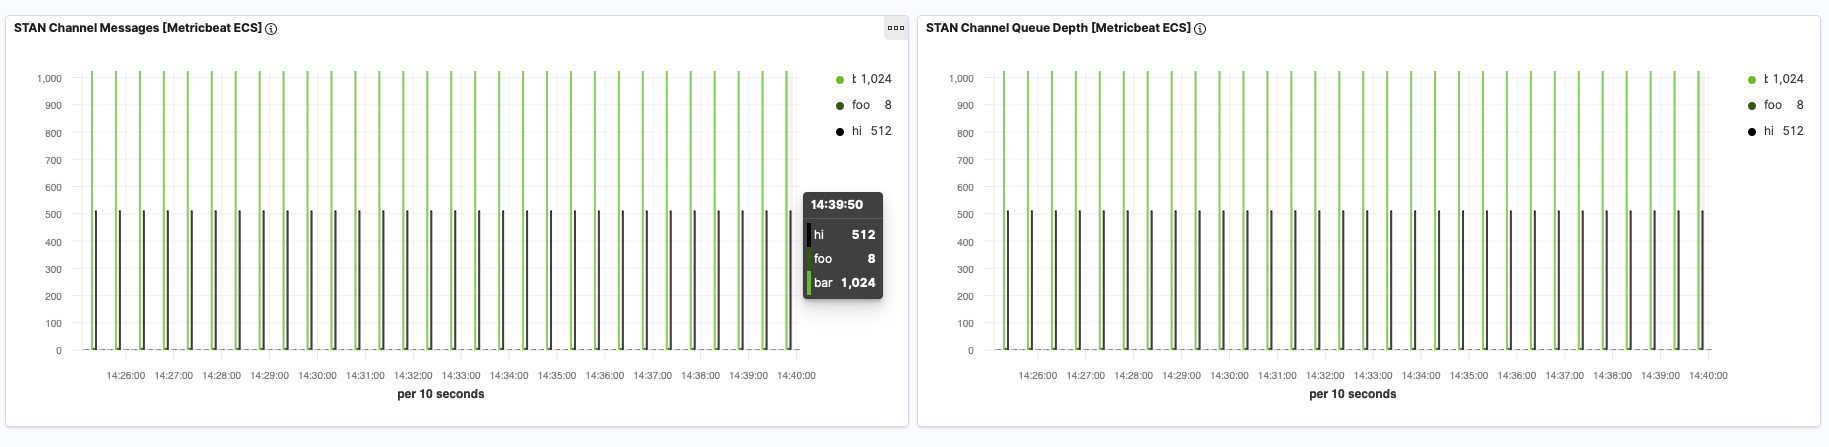 STAN Channel Messages [Metricbeat ECS]
1,000
900
800
700
600
500
400
300
200
100
0
14:26:00 14:27:00 14:28:00 14:29:00 14:30:00 14:31:00 14:32:00 14:33:00 14:34:00 14:35:00 14:36:00 14:37:00 14:38:00 14:39:00 14:40:00
per 10 seconds
1,024
foo 8
hi 512
14:39:50
hi 512
foo 8
bar 1,024
STAN Channel Queue Depth [Metricbeat ECS]
1,000
900
800
700
600
500
400
300
200
100
0
14:26:00 14:27:00 14:28:00 14:29:00 14:30:00 14:31:00 14:32:00 14:33:00 14:34:00 14:35:00 14:36:00 14:37:00 14:38:00 14:39:00 14:40:00
per 10 seconds
1,024
foo 8
hi 512